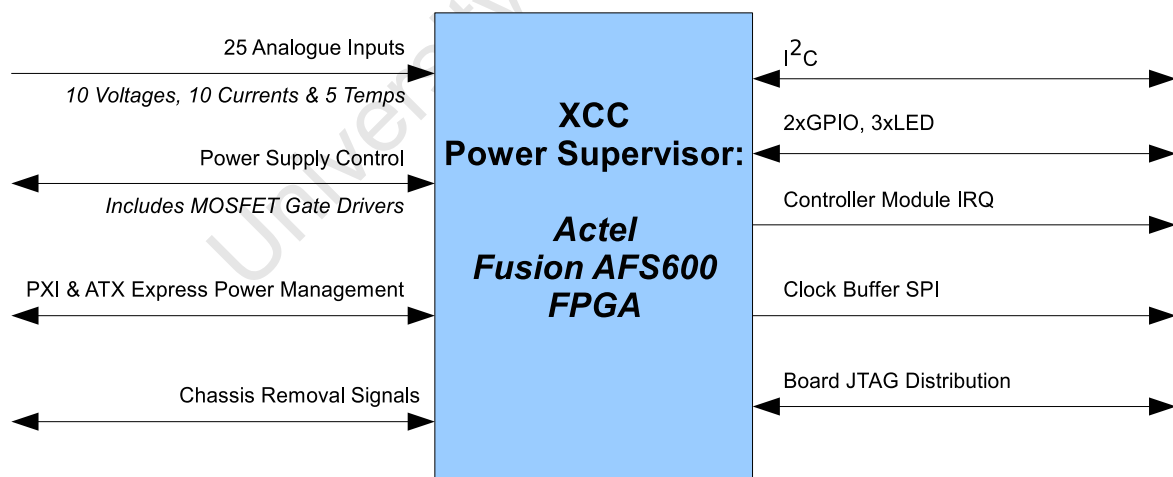 25 Analogue Inputs
10 Voltages, 10 Currents & 5 Temps
Power Supply Control
Includes MOSFET Gate Drivers
PXI & ATX Express Power Management
Chassis Removal Signals
XCC
Power Supervisor:
Actel
Fusion AFS600
FPGA
I²C
2xGPIO, 3xLED
Controller Module IRQ
Clock Buffer SPI
Board JTAG Distribution
University